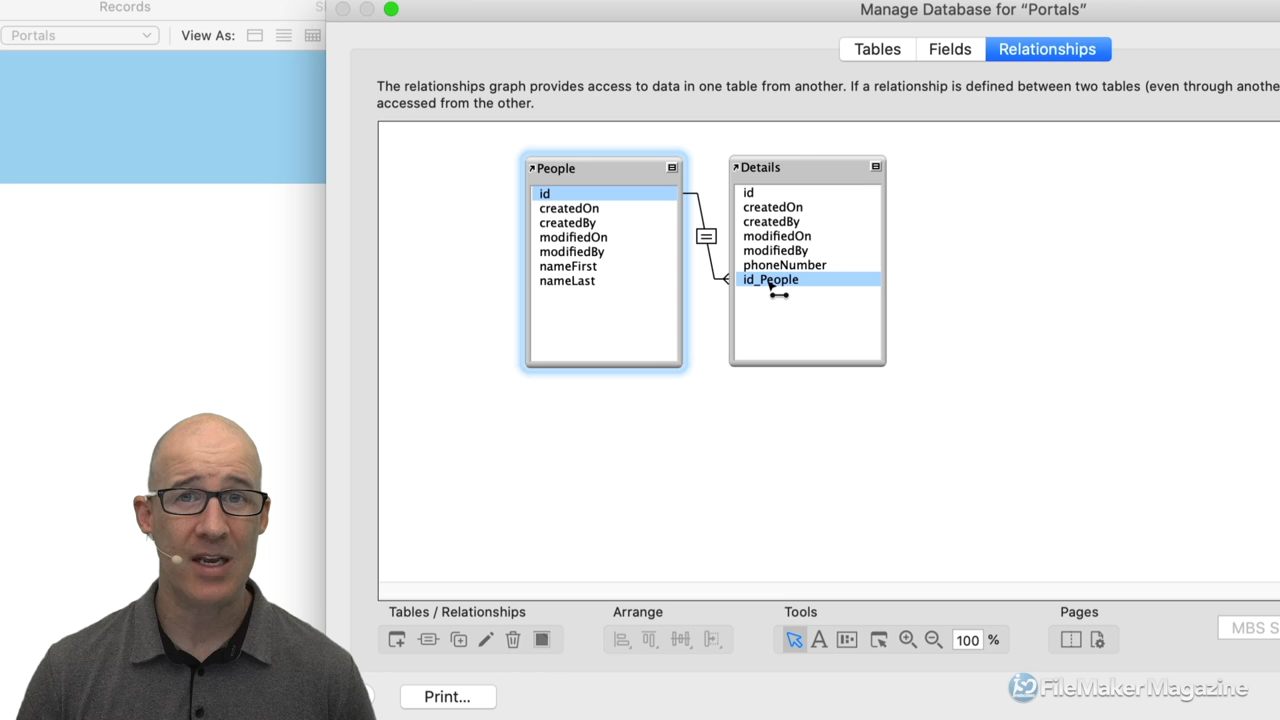 Records
Manage Database for “Portals”
Portals
View As:
Tables
Fields
Relationships
The relationships graph provides access to data in one table from another. If a relationship is defined between two tables (even through anothe
accessed from the other.
People
id
createdOn
createdBy
modifiedOn
modifiedBy
nameFirst
nameLast
Details
id
createdOn
createdBy
modifiedOn
modifiedBy
phoneNumber
id_People
Tables / Relationships
Arrange
Tools
Pages
100 %
MBS S
Print...
FileMakerMagazine